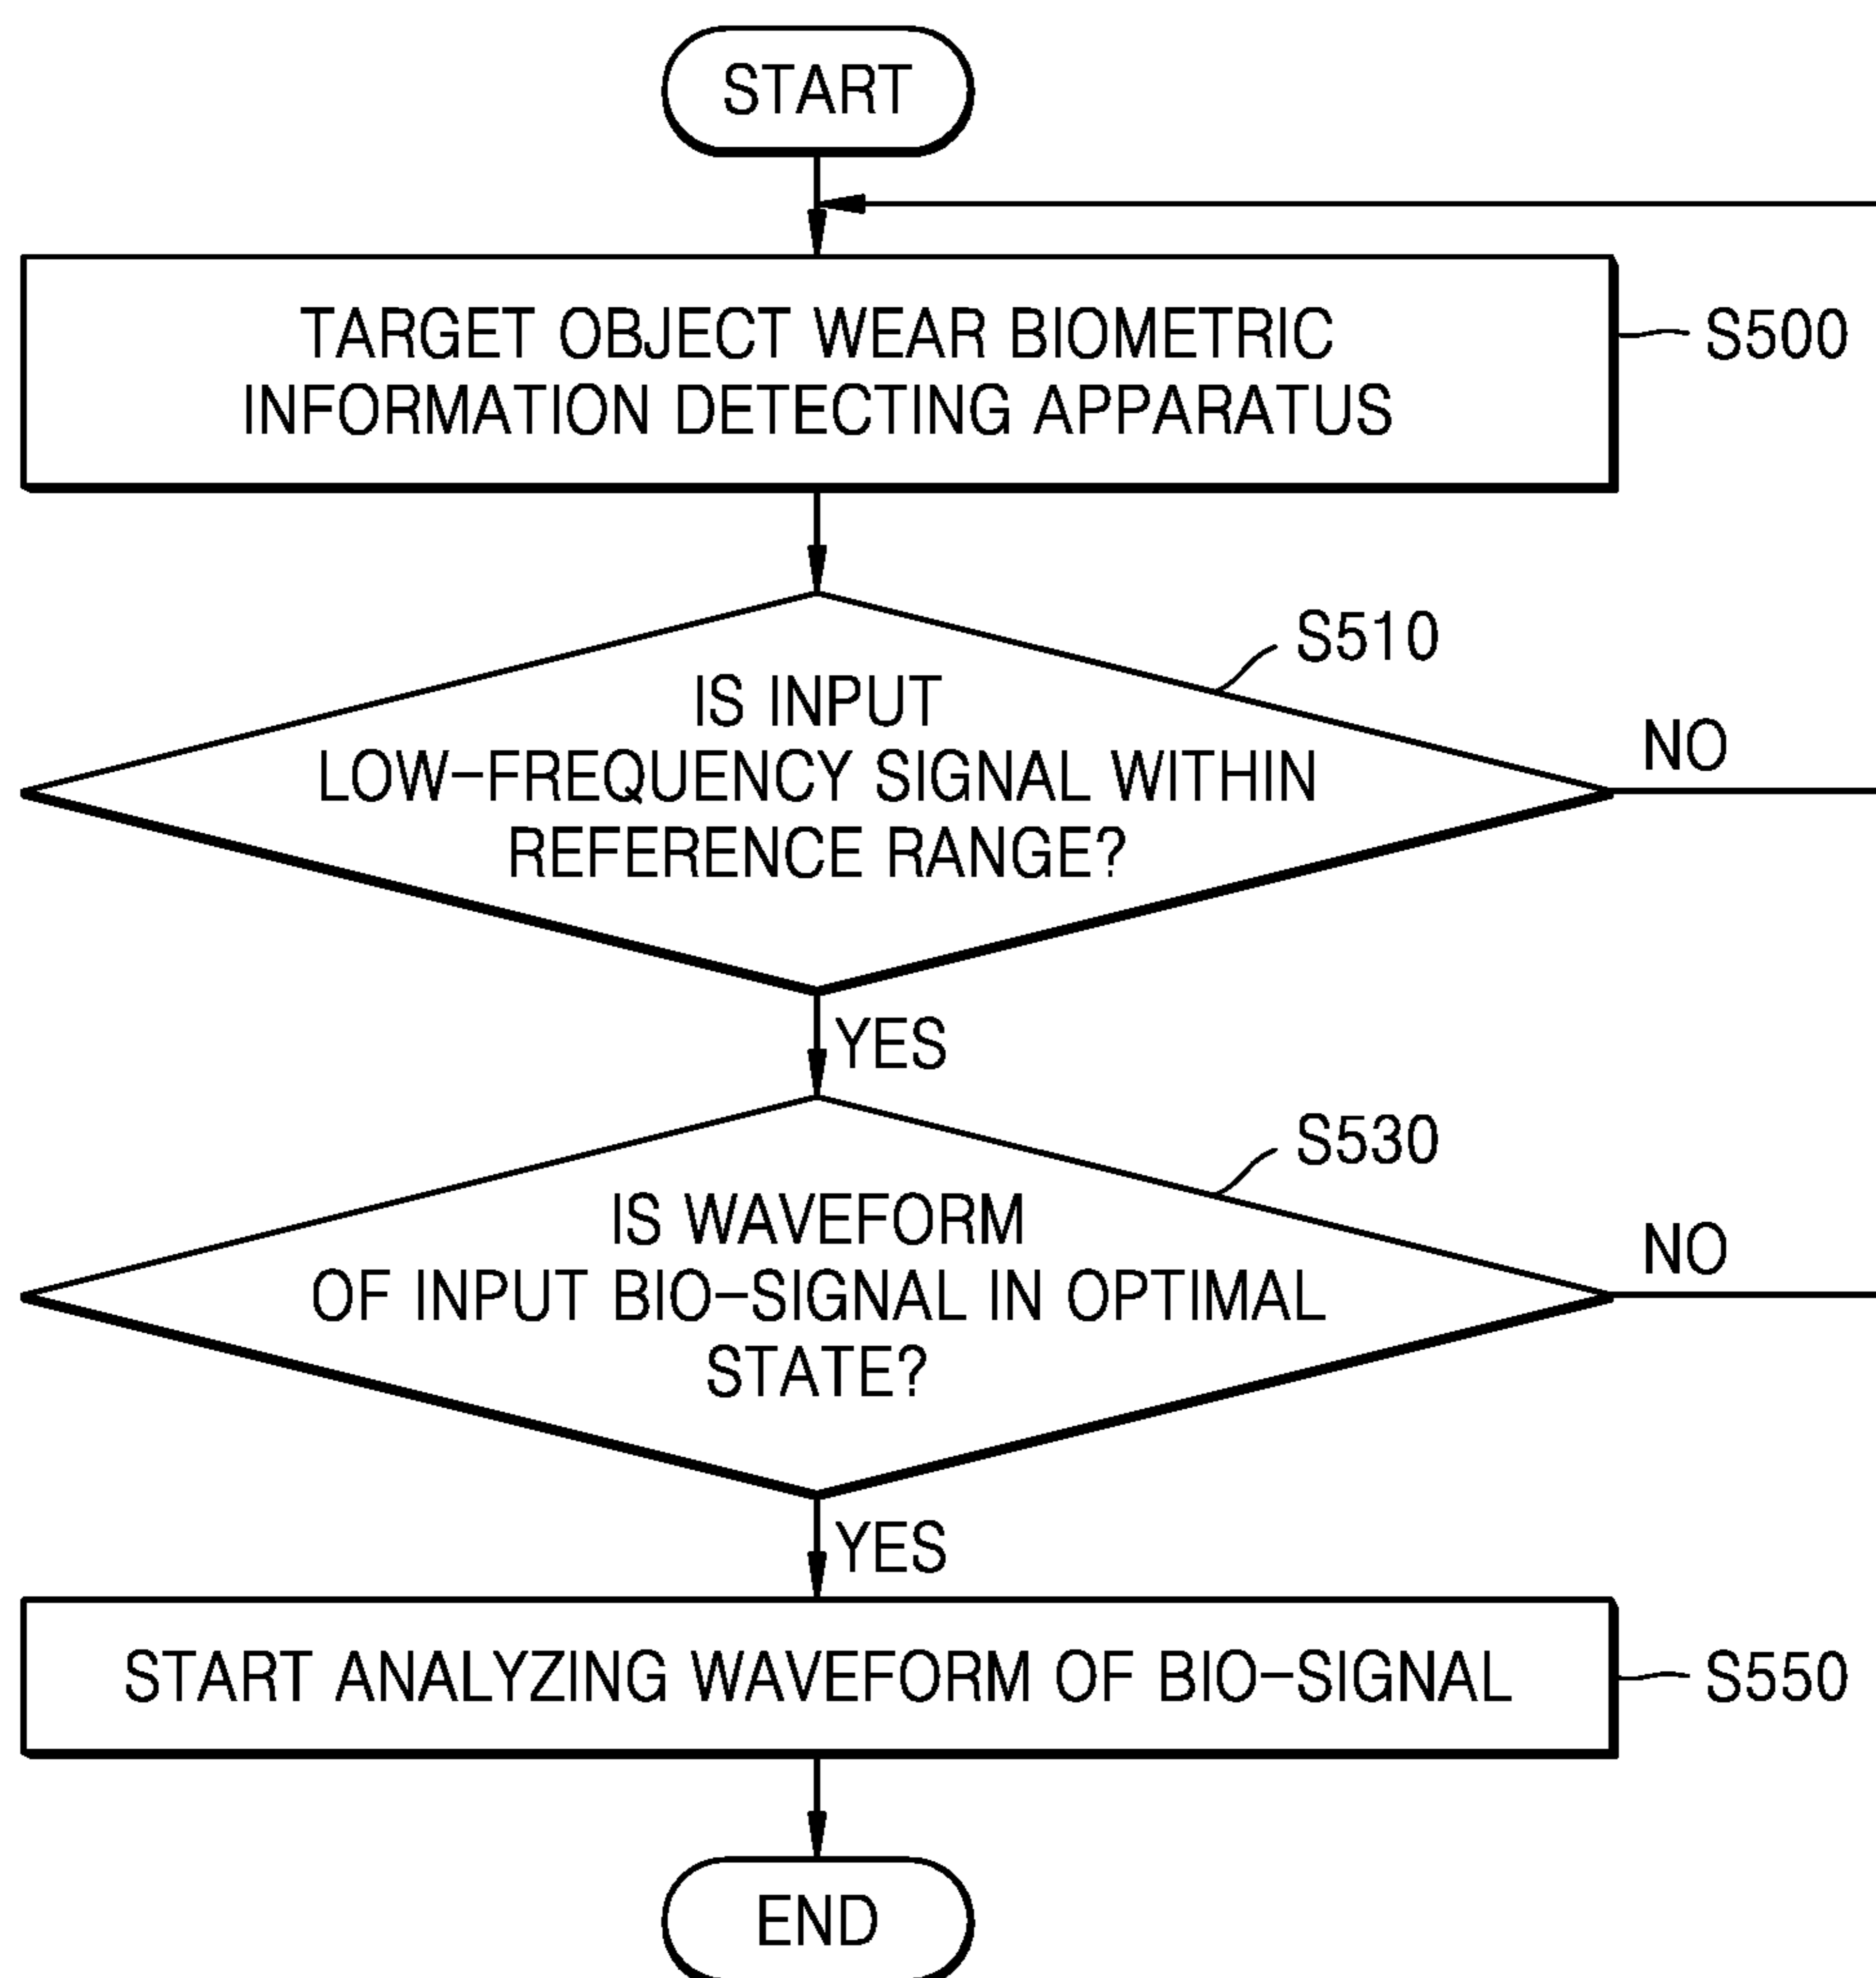 START
TARGET OBJECT WEAR BIOMETRIC
INFORMATION DETECTING APPARATUS
S500
S510
IS INPUT
LOW-FREQUENCY SIGNAL WITHIN
REFERENCE RANGE?
NO
YES
S530
IS WAVEFORM
OF INPUT BIO-SIGNAL IN OPTIMAL
STATE?
NO
YES
START ANALYZING WAVEFORM OF BIO-SIGNAL
S550
END